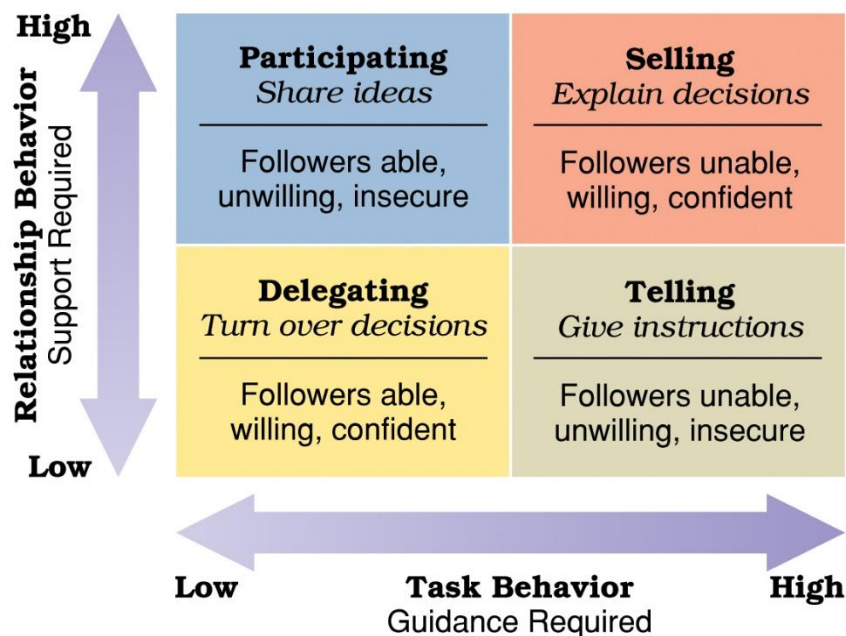 High
Relationship Behavior
Support Required
Low
Participating
Share ideas
Followers able,
unwilling, insecure
Selling
Explain decisions
Followers unable,
willing, confident
Delegating
Turn over decisions
Followers able,
willing, confident
Telling
Give instructions
Followers unable,
unwilling, insecure
Low
Task Behavior
High
Guidance Required